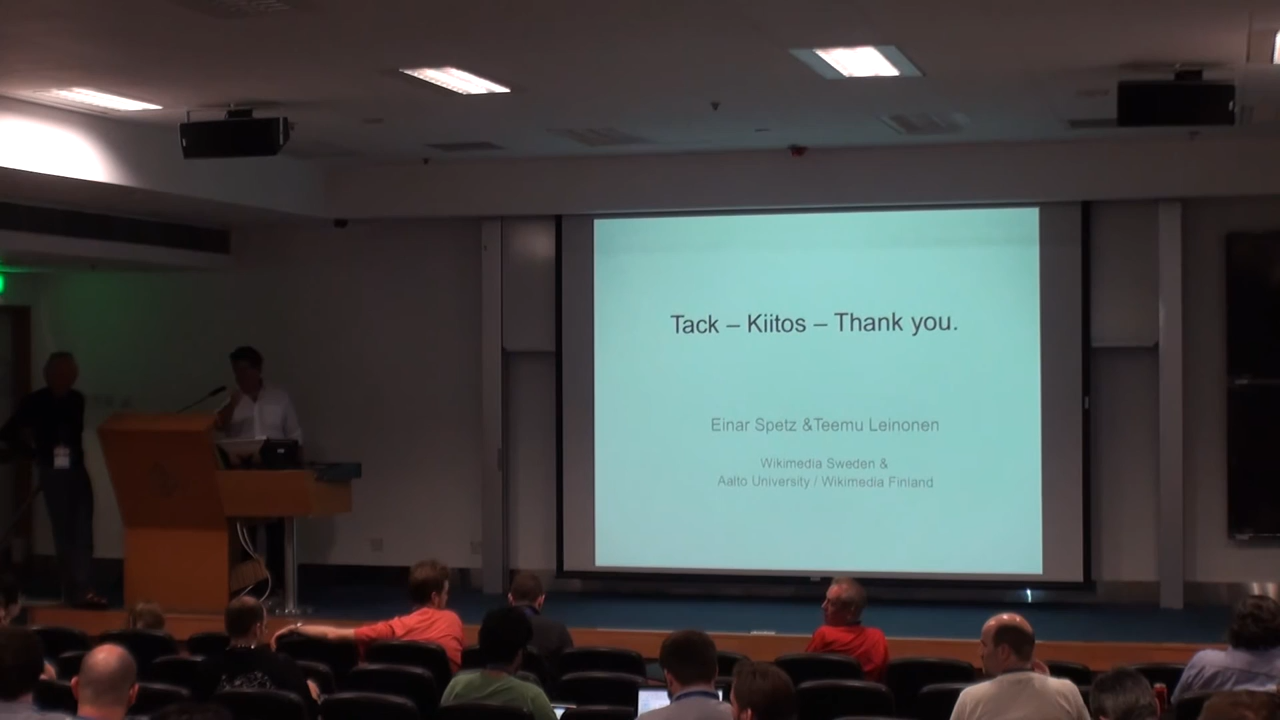 Tack – Kiitos – Thank you.
Einar Spetz &Teemu Leinonen
Wikimedia Sweden &
Aalto University / Wikimedia Finland